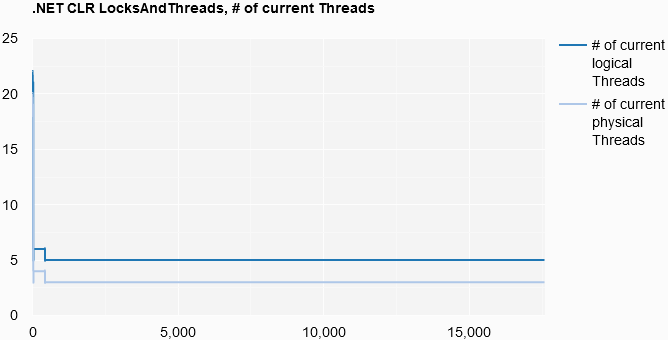 .NET CLR LocksAndThreads, # of current Threads
25
20
15
10
5
0
0
5,000
10,000
15,000
# of current
logical
Threads
# of current
physical
Threads